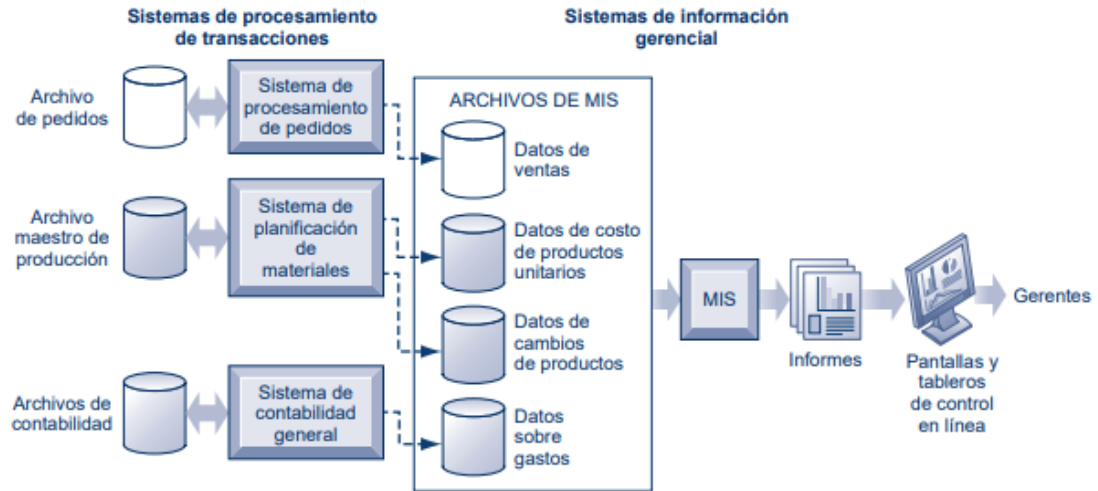 Sistemas de procesamiento
de transacciones
Sistemas de información
gerencial
Archivo
de pedidos
Sistema de
procesamiento
de pedidos
Archivo
maestro de
producción
Sistema de
planificación
de
materiales
Archivos de
contabilidad
Sistema de
contabilidad
general
ARCHIVOS DE MIS
Datos de
ventas
Datos de costo
de productos
unitarios
Datos de
cambios
de productos
Datos
sobre
gastos
MIS
Informes
Pantallas y
tableros
de control
en línea
Gerentes